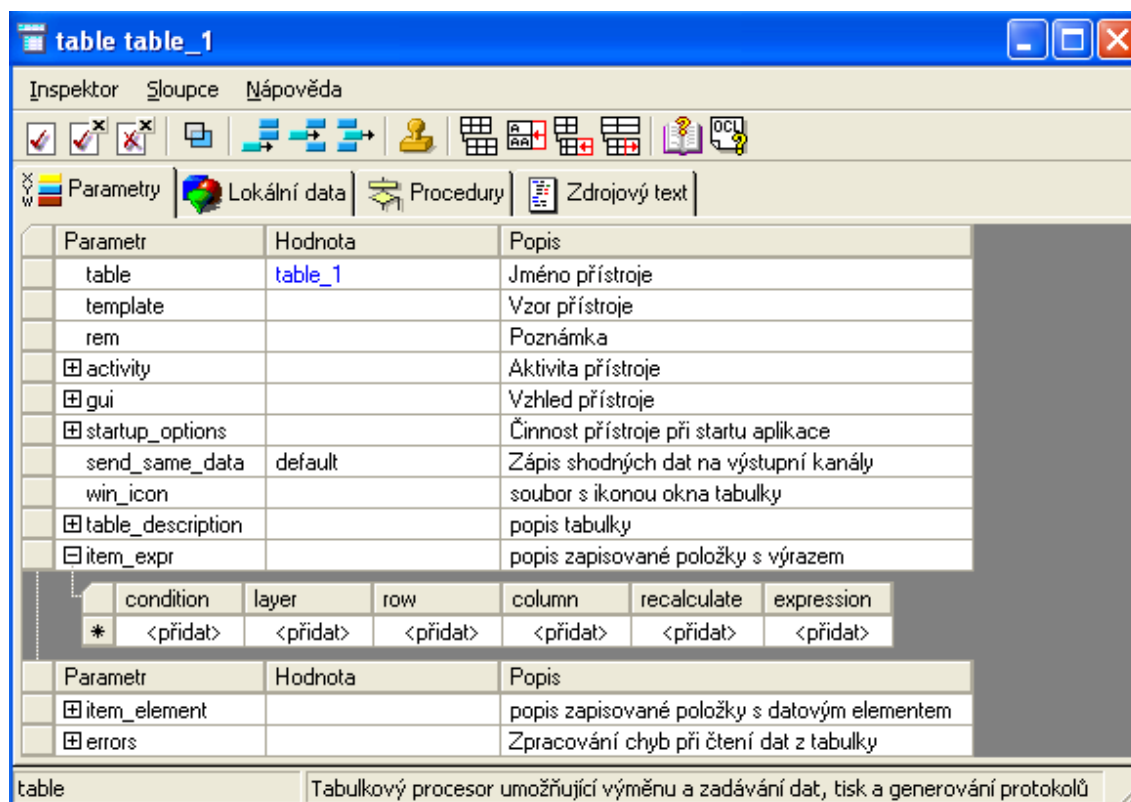 table table_1
Inspektor Sloupce Nápověda
Parametry Lokální data Procedury Zdrojový text
Parametr Hodnota Popis
table table_1 Jméno přístroje
template Vzor přístroje
rem Poznámka
activity Aktivita přístroje
gui Vzhled přístroje
startup_options Činnost přístroje při startu aplikace
send_same_data default Zápis shodných dat na výstupní kanály
win_icon soubor s ikonou okna tabulky
table_description popis tabulky
item_expr popis zapisované položky s výrazem
condition layer row column recalculate expression
* <přidat> <přidat> <přidat> <přidat> <přidat> <přidat>
Parametr Hodnota Popis
item_element popis zapisované položky s datovým elementem
errors Zpracování chyb při čtení dat z tabulky
table Tabulkový procesor umožňující výměnu a zadávání dat, tisk a generování protokolů